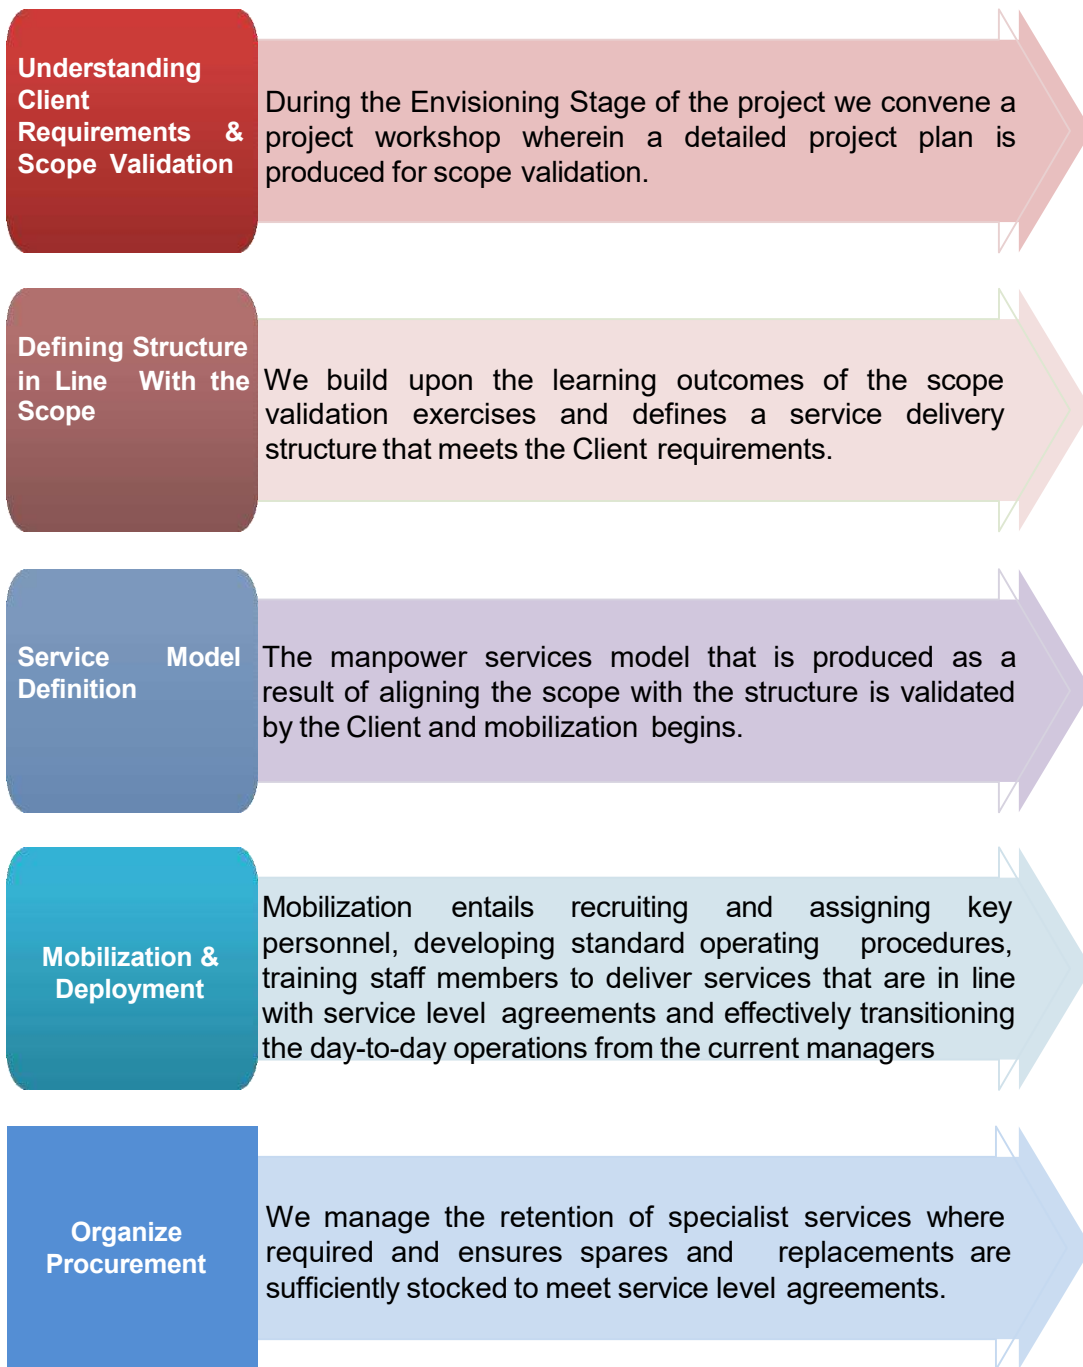 Understanding
Client
Requirements &
Scope Validation
During the Envisioning Stage of the project we convene a
project workshop wherein a detailed project plan is
produced for scope validation.
Defining Structure
in Line With the
Scope
We build upon the learning outcomes of the scope
validation exercises and defines a service delivery
structure that meets the Client requirements.
Service Model
Definition
The manpower services model that is produced as a
result of aligning the scope with the structure is validated
by the Client and mobilization begins.
Mobilization &
Deployment
Mobilization entails recruiting and assigning key
personnel, developing standard operating procedures,
training staff members to deliver services that are in line
with service level agreements and effectively transitioning
the day-to-day operations from the current managers
Organize
Procurement
We manage the retention of specialist services where
required and ensures spares and replacements are
sufficiently stocked to meet service level agreements.